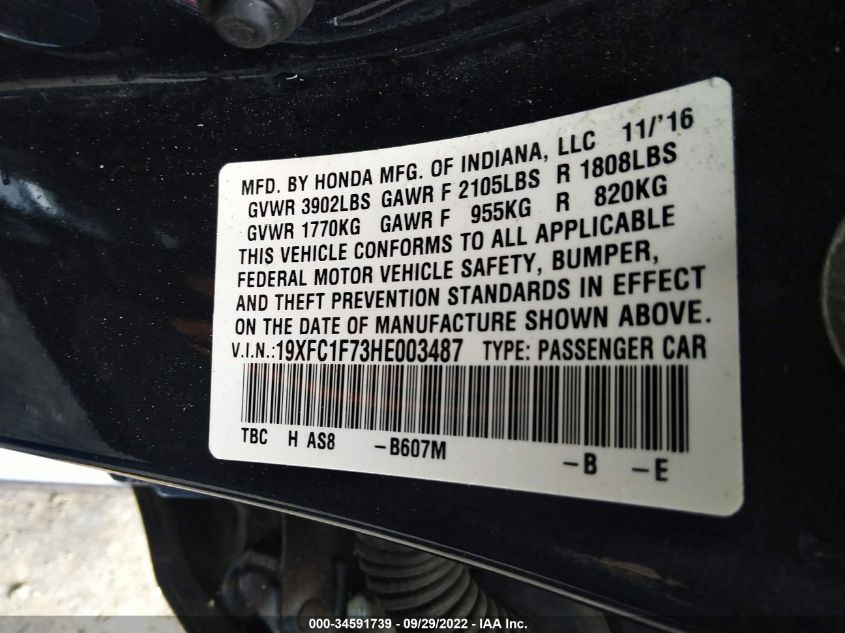 MFD. BY HONDA MFG. OF INDIANA, LLC 11/'16
GVWR 3902LBS GAWR F 2105LBS R 1808LBS
GVWR 1770KG GAWR F 955KG R 820KG
THIS VEHICLE CONFORMS TO ALL APPLICABLE
FEDERAL MOTOR VEHICLE SAFETY, BUMPER,
AND THEFT PREVENTION STANDARDS IN EFFECT
ON THE DATE OF MANUFACTURE SHOWN ABOVE.
V.I.N.:19XFC1F73HE003487 TYPE: PASSENGER CAR
TBC H AS8 -B607M -B -E
000-34591739 - 09/29/2022 - IAA Inc.